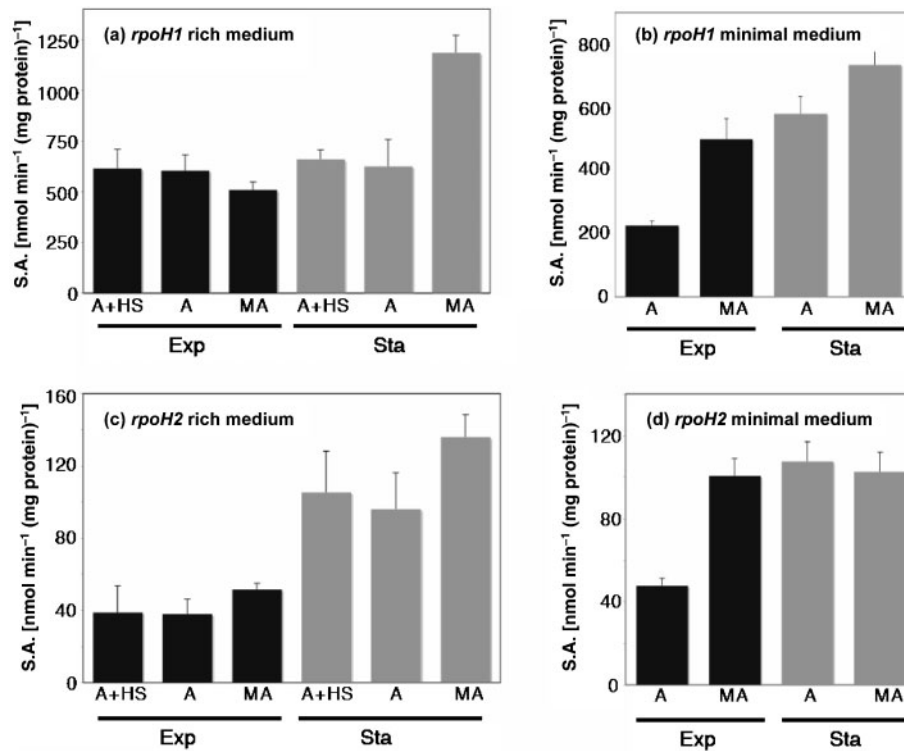 (a) rpoH1 rich medium
S.A. [nmol min⁻¹ (mg protein)⁻¹]
1250
1000
750
500
250
0
A+HS A MA A+HS A MA
Exp Sta
(b) rpoH1 minimal medium
S.A. [nmol min⁻¹ (mg protein)⁻¹]
800
600
400
200
0
A MA A MA
Exp Sta
(c) rpoH2 rich medium
S.A. [nmol min⁻¹ (mg protein)⁻¹]
160
120
80
40
0
A+HS A MA A+HS A MA
Exp Sta
(d) rpoH2 minimal medium
S.A. [nmol min⁻¹ (mg protein)⁻¹]
120
80
40
0
A MA A MA
Exp Sta